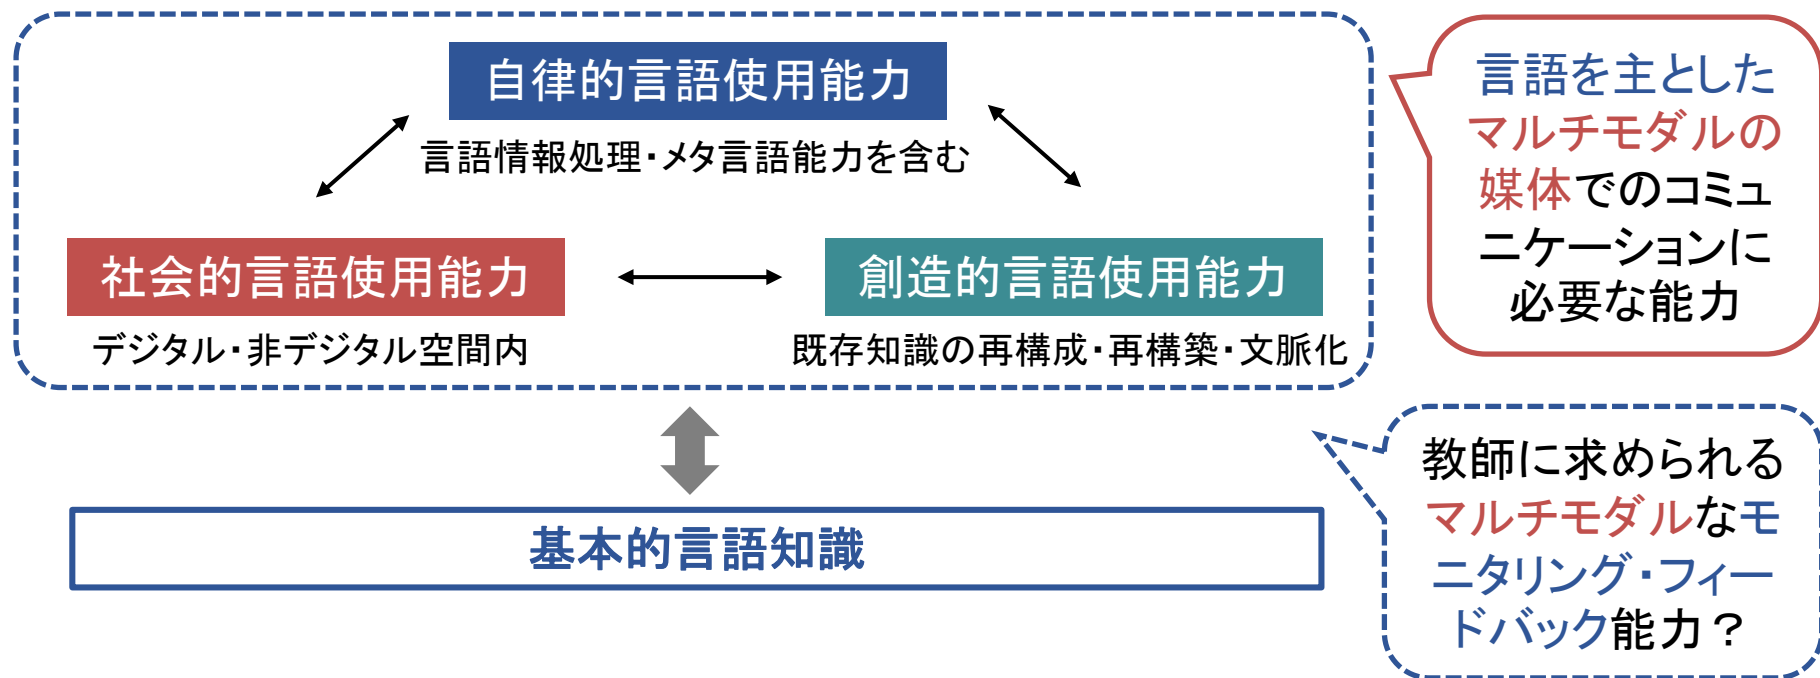 自律的言語使用能力
言語情報処理・メタ言語能力を含む
社会的言語使用能力
デジタル・非デジタル空間内
創造的言語使用能力
既存知識の再構成・再構築・文脈化
基本的言語知識
言語を主とした
マルチモダルの
媒体でのコミュ
ニケーションに
必要な能力
教師に求められる
マルチモダルなモ
ニタリング・フィー
ドバック能力？